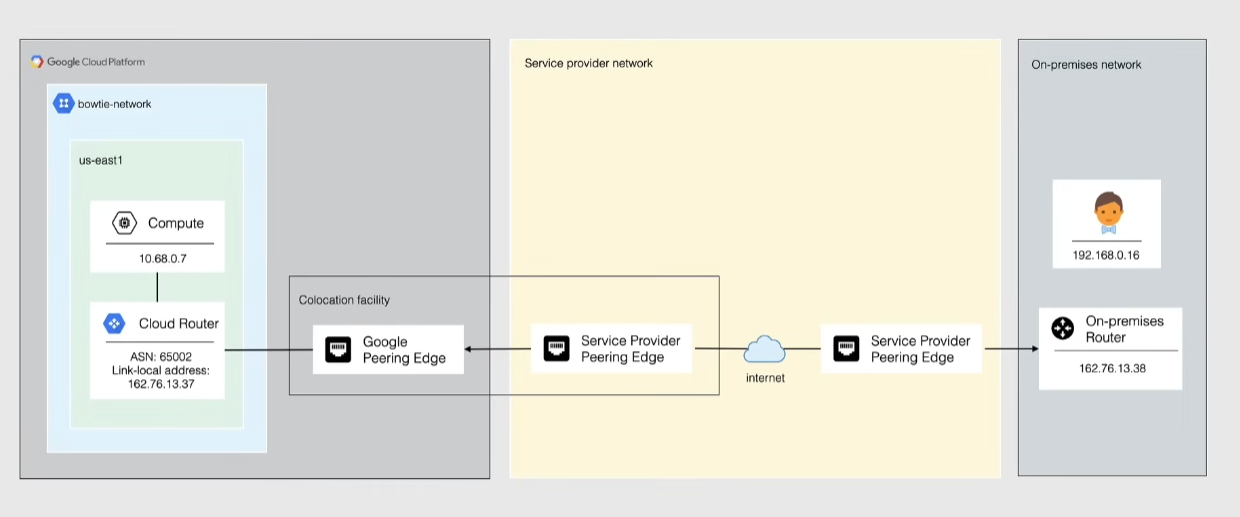 Google Cloud Platform
bowtie-network
us-east1
Compute
10.68.0.7
Cloud Router
ASN: 65002
Link-local address:
162.76.13.37
Colocation facility
Google
Peering Edge
Service provider network
Service Provider
Peering Edge
internet
Service Provider
Peering Edge
On-premises network
192.168.0.16
On-premises
Router
162.76.13.38